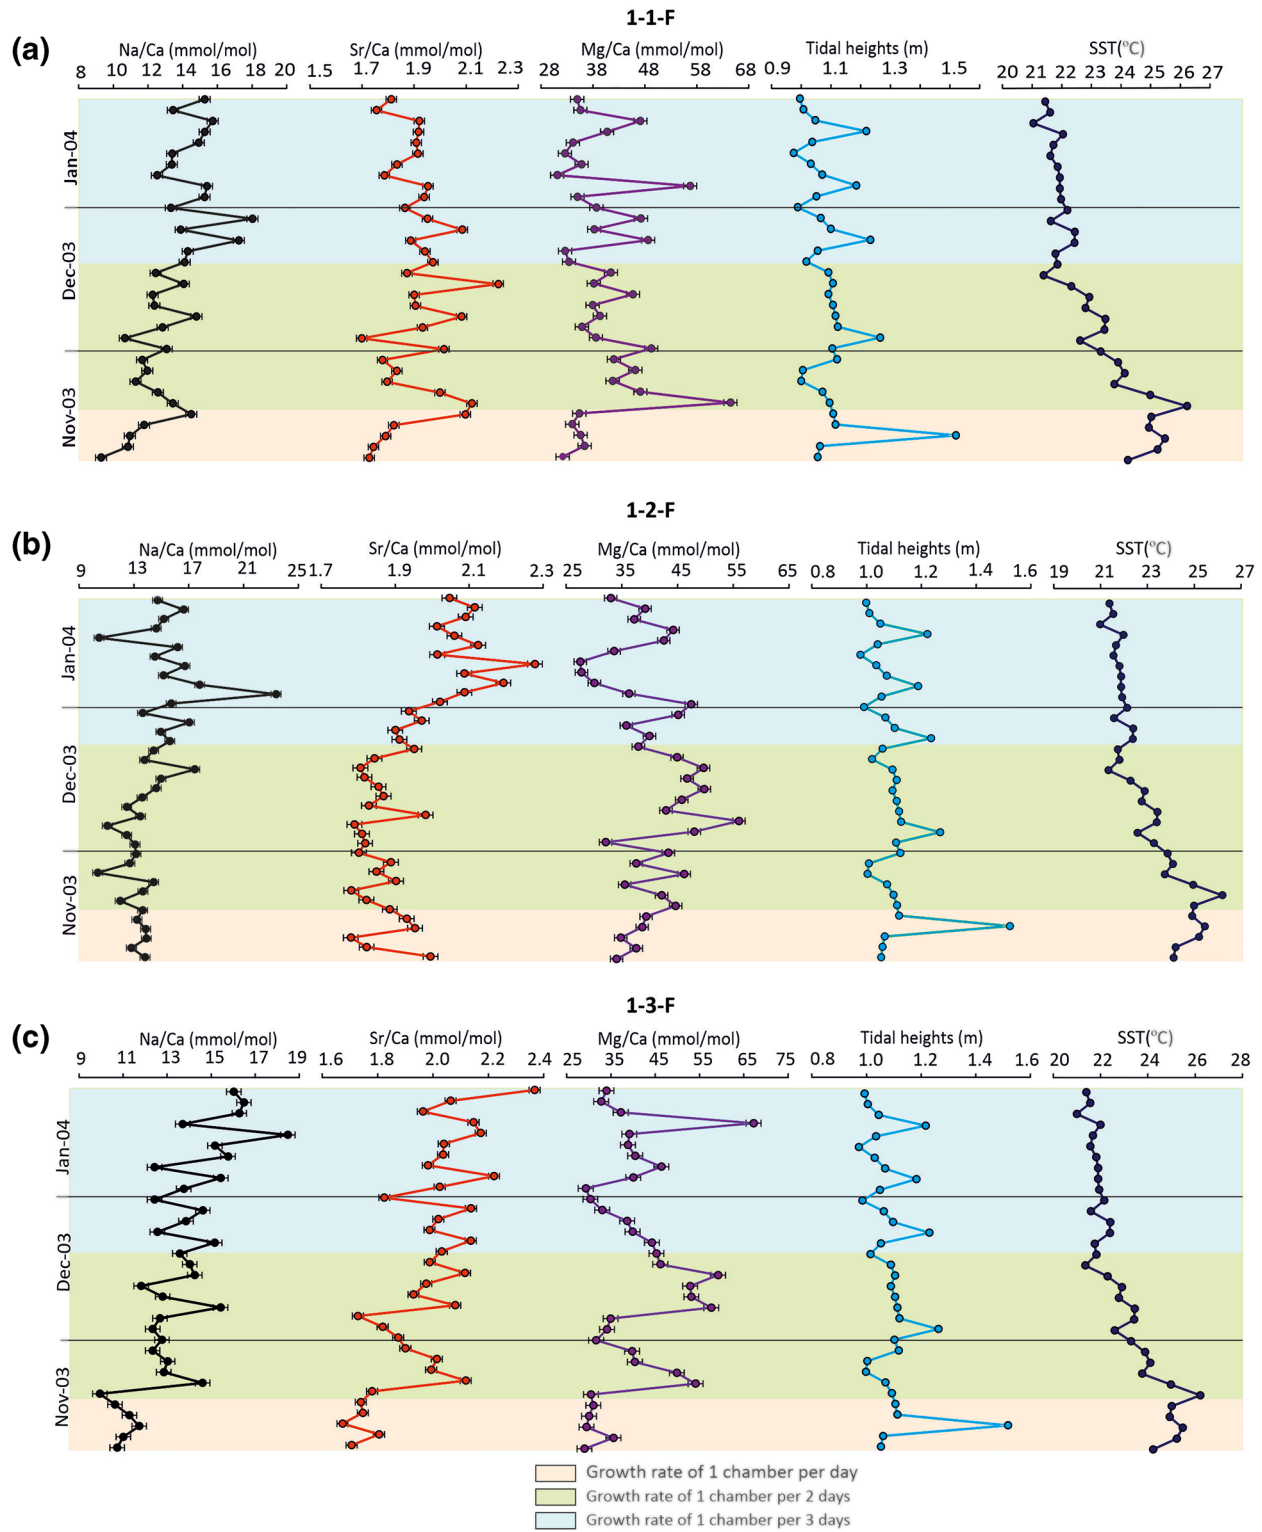 1-1-F
(a)
Na/Ca (mmol/mol) Sr/Ca (mmol/mol) Mg/Ca (mmol/mol) Tidal heights (m) SST(°C)
8 10 12 14 16 18 20 1.5 1.7 1.9 2.1 2.3 28 38 48 58 68 0.9 1.1 1.3 1.5 20 21 22 23 24 25 26 27
Jan-04
Dec-03
Nov-03
1-2-F
(b)
Na/Ca (mmol/mol) Sr/Ca (mmol/mol) Mg/Ca (mmol/mol) Tidal heights (m) SST(°C)
9 13 17 21 25 1.7 1.9 2.1 2.3 25 35 45 55 65 0.8 1.0 1.2 1.4 1.6 19 21 23 25 27
Jan-04
Dec-03
Nov-03
1-3-F
(c)
Na/Ca (mmol/mol) Sr/Ca (mmol/mol) Mg/Ca (mmol/mol) Tidal heights (m) SST(°C)
9 11 13 15 17 19 1.6 1.8 2.0 2.2 2.4 25 35 45 55 65 75 0.8 1.0 1.2 1.4 1.6 20 22 24 26 28
Jan-04
Dec-03
Nov-03
Growth rate of 1 chamber per day
Growth rate of 1 chamber per 2 days
Growth rate of 1 chamber per 3 days